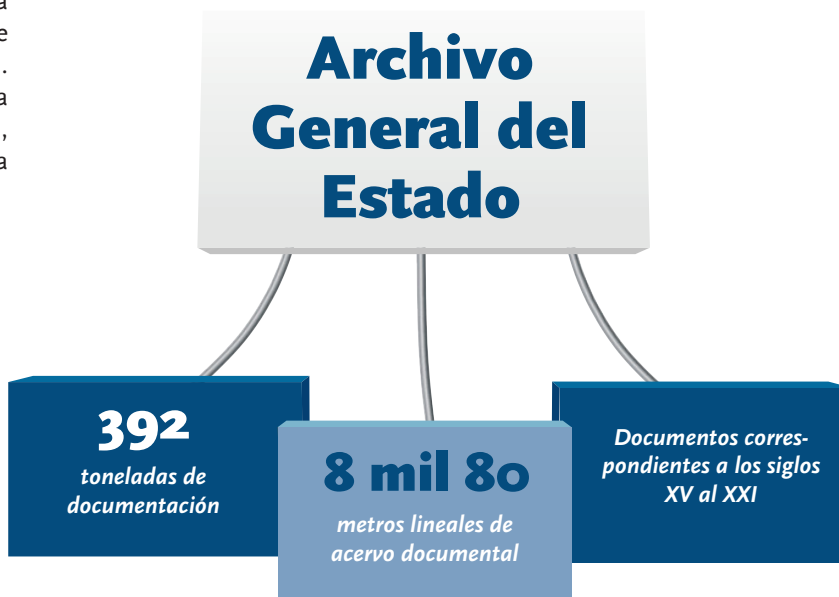 a
e
.
a
,
a
Archivo
General del
Estado
392
toneladas de
documentación
8 mil 80
metros lineales de
acervo documental
Documentos corres-
pondientes a los siglos
XV al XXI